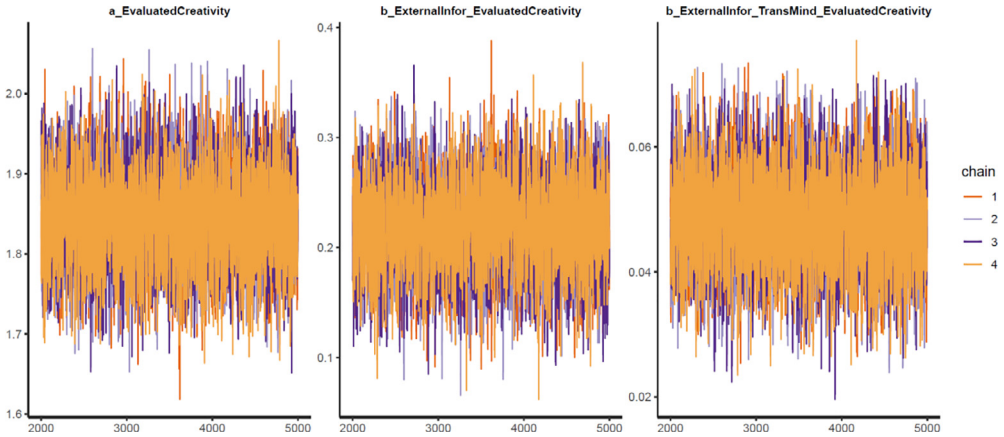 a_EvaluatedCreativity
2.0
1.9
1.8
1.7
1.6
2000 3000 4000 5000
b_ExternalInfor_EvaluatedCreativity
0.4
0.3
0.2
0.1
2000 3000 4000 5000
b_ExternalInfor_TransMind_EvaluatedCreativity
0.06
0.04
0.02
2000 3000 4000 5000
chain
1
2
3
4